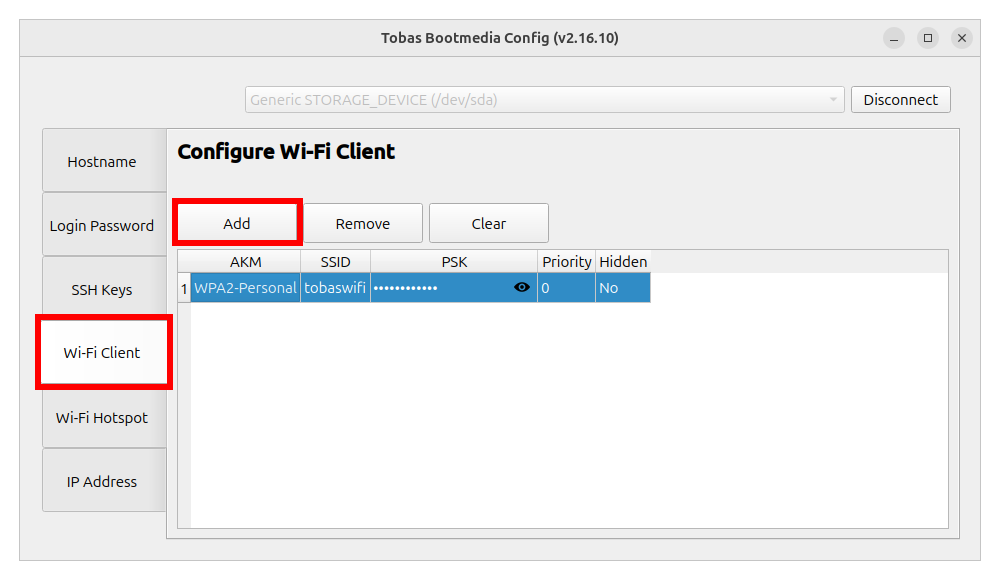 Tobas Bootmedia Config (v2.16.10)
Generic STORAGE_DEVICE (/dev/sda)
Disconnect
Hostname
Login Password
SSH Keys
Wi-Fi Client
Wi-Fi Hotspot
IP Address
Configure Wi-Fi Client
Add Remove Clear
AKM SSID PSK Priority Hidden
1 WPA2-Personal tobaswifi •••••••••••• 0 No